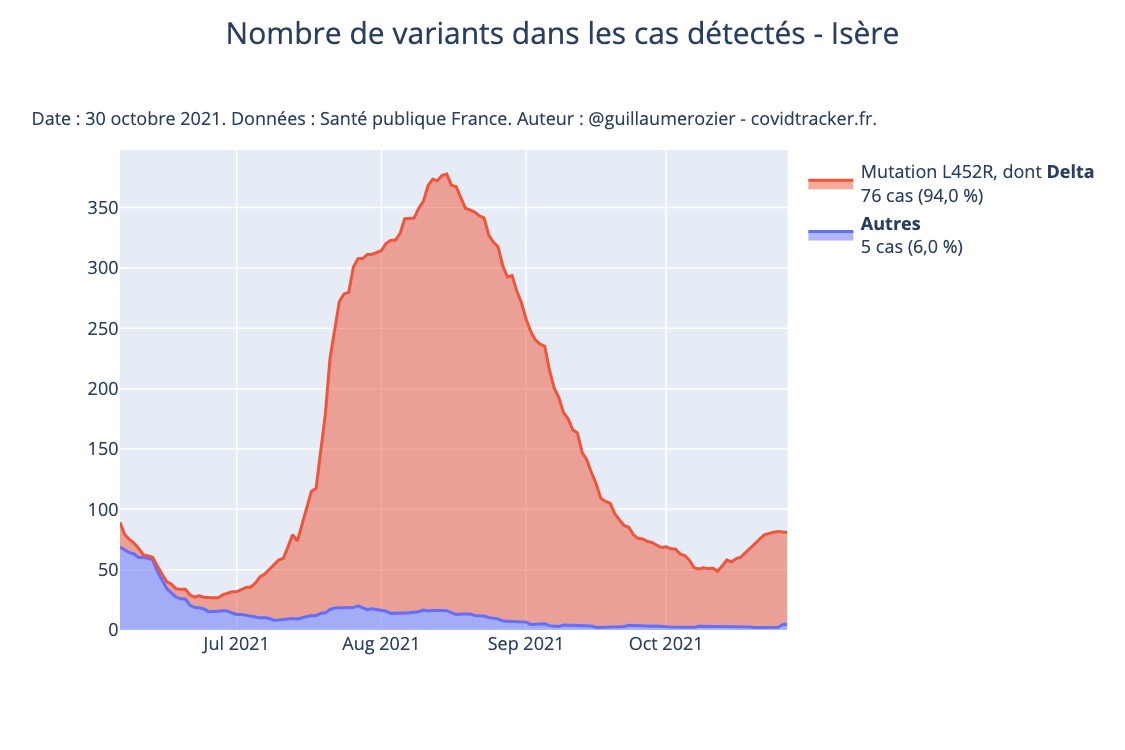 Nombre de variants dans les cas détectés - Isère
Date : 30 octobre 2021. Données : Santé publique France. Auteur : @guillaumerozier - covidtracker.fr.
Mutation L452R, dont Delta
76 cas (94,0 %)
Autres
5 cas (6,0 %)
350
300
250
200
150
100
50
0
Jul 2021 Aug 2021 Sep 2021 Oct 2021